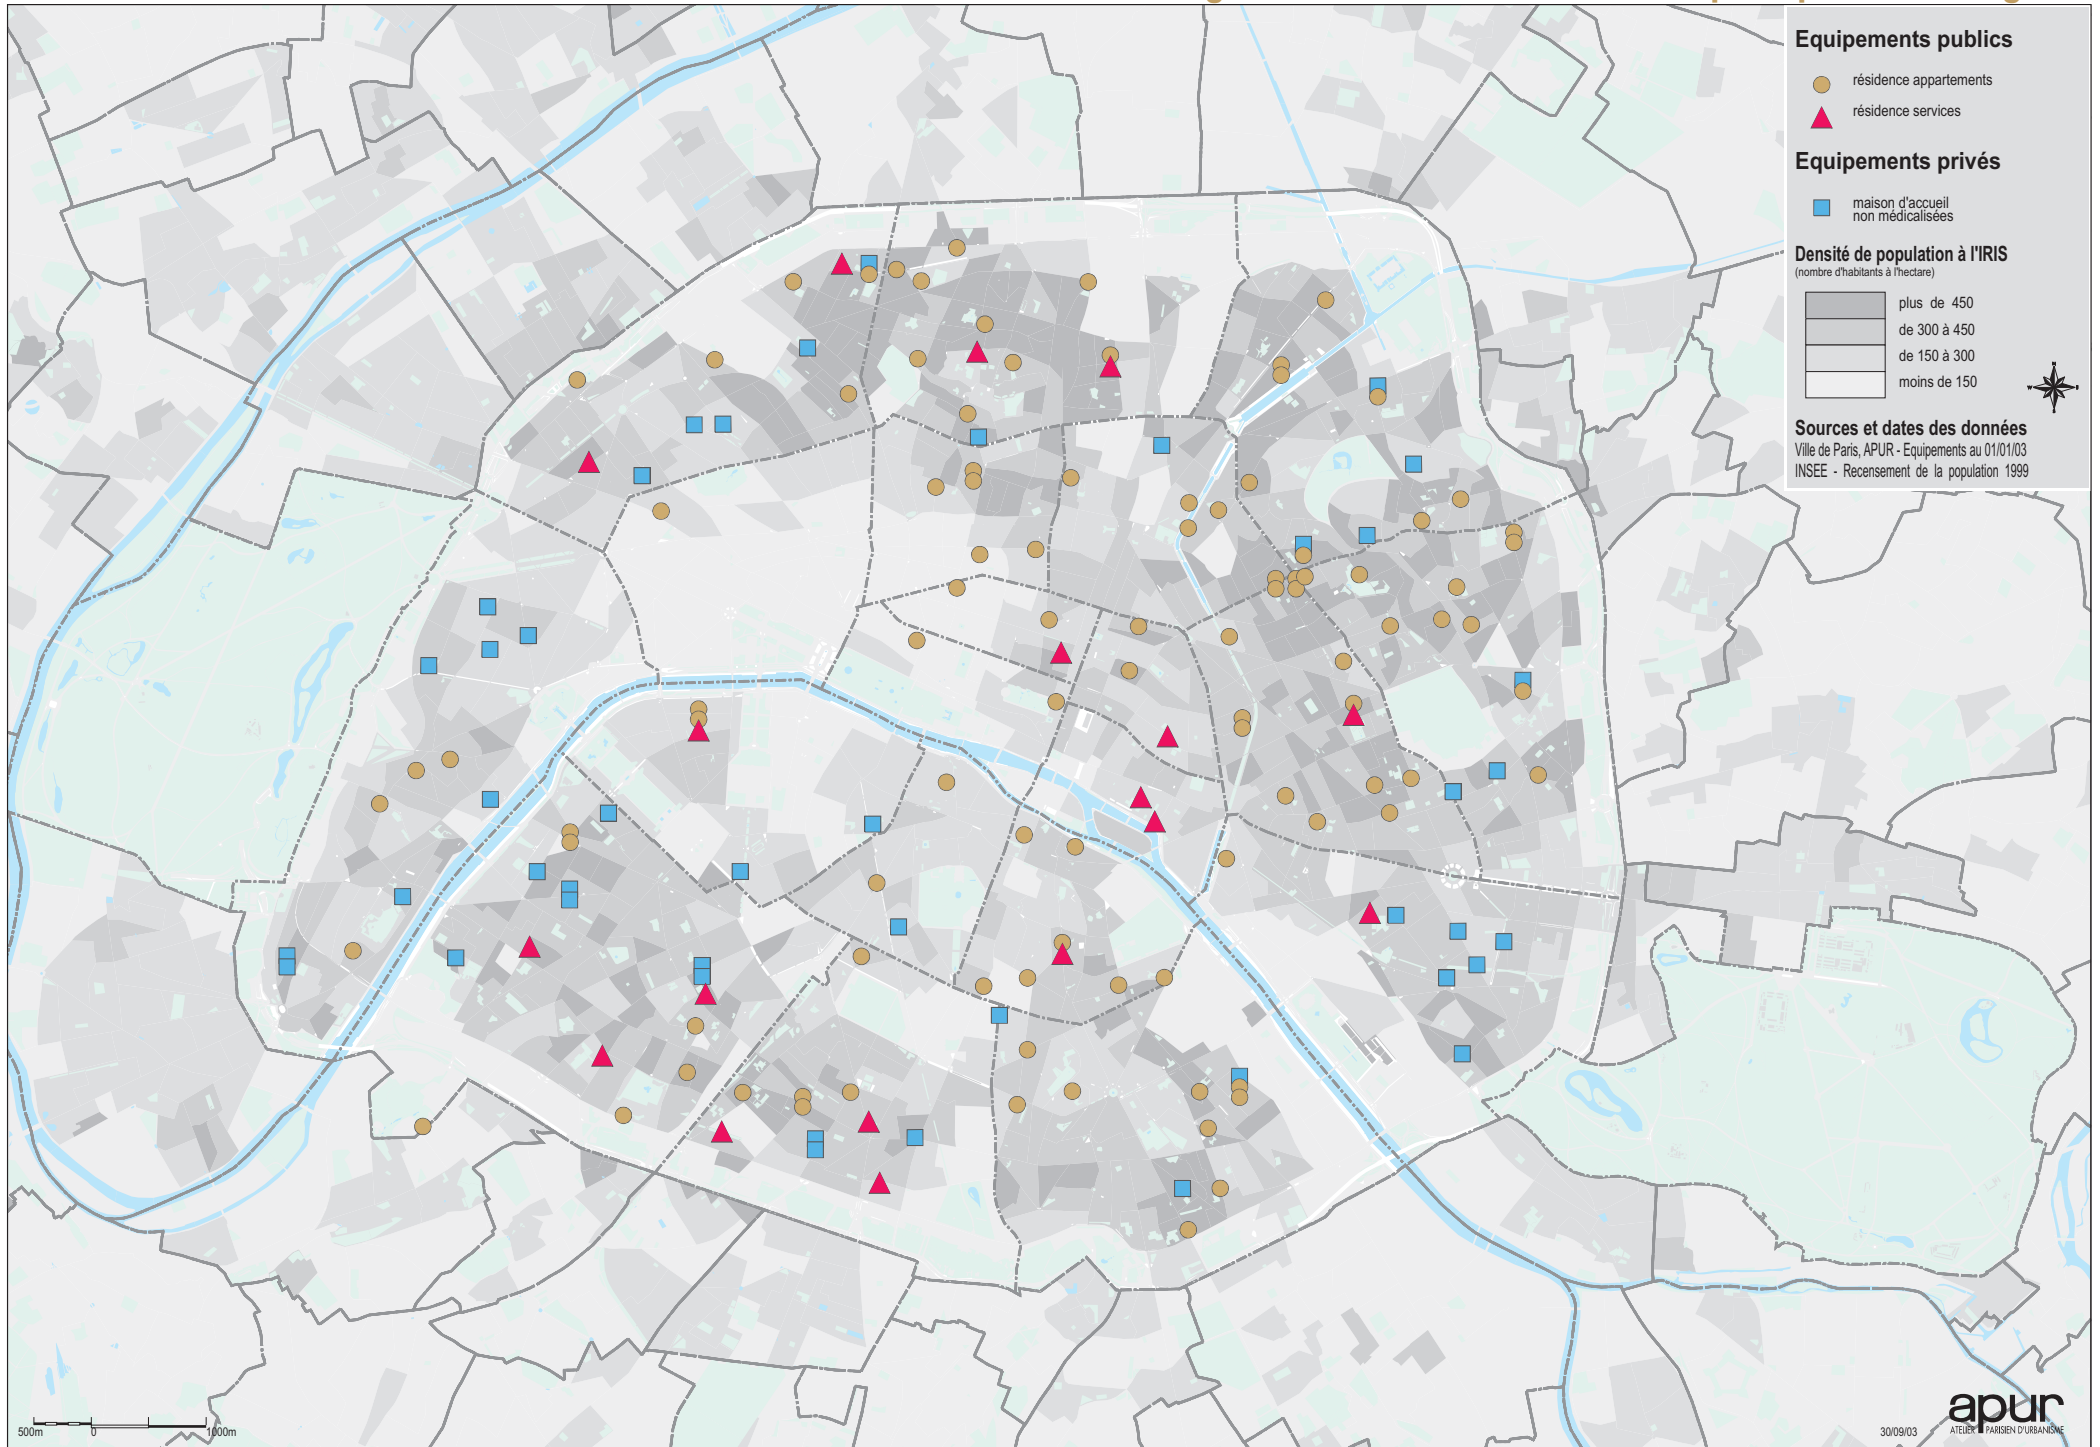 Equipements publics
résidence appartements
résidence services
Equipements privés
maison d'accueil
non médicalisées
Densité de population à l'IRIS
(nombre d'habitants à l'hectare)
plus de 450
de 300 à 450
de 150 à 300
moins de 150
Sources et dates des données
Ville de Paris, APUR - Equipements au 01/01/03
INSEE - Recensement de la population 1999
500m 0 1000m
30/09/03
apur
ATELIER PARISIEN D'URBANISME